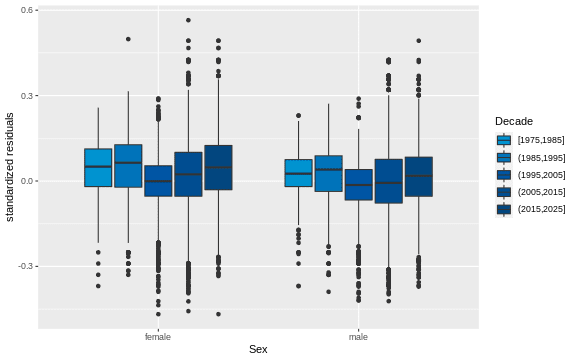 0.6
0.3
0.0
-0.3
standardized residuals
female
male
Sex
Decade
[1975,1985]
(1985,1995]
(1995,2005]
(2005,2015]
(2015,2025]